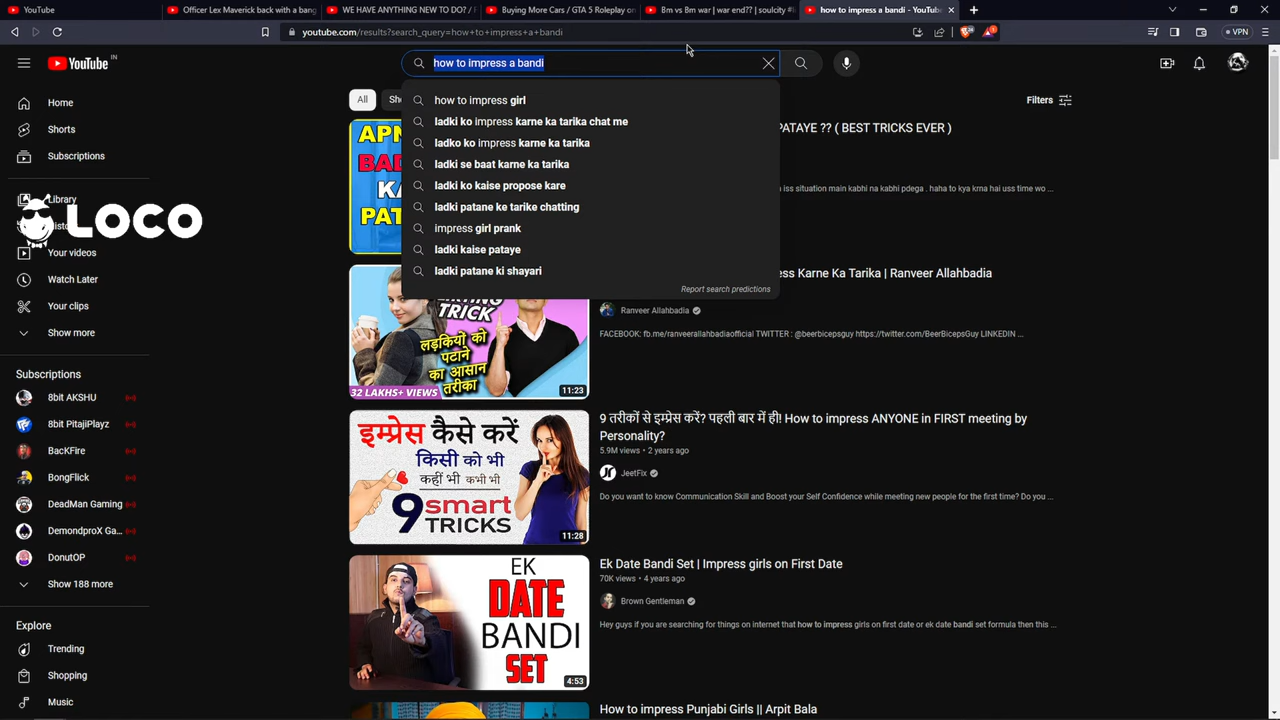 YouTube
Officer Lex Maverick back with a bang
WE HAVE ANYTHING NEW TO DO? /
Buying More Cars / GTA 5 Roleplay on
Bm vs Bm war | war end?? | soulcity #
how to impress a bandi - YouTube
youtube.com/results?search_query=how+to+impress+a+bandi
VPN
YouTube IN
how to impress a bandi
how to impress girl
ladki ko impress karne ka tarika chat me
ladko ko impress karne ka tarika
ladki se baat karne ka tarika
ladki ko kaise propose kare
ladki patane ke tarike chatting
impress girl prank
ladki kaise pataye
ladki patane ki shayari
Report search predictions
Home
Shorts
Subscriptions
Library
Your videos
Watch Later
Your clips
Show more
LOCO
Subscriptions
8bit AKSHU
8bit PitajiPlayz
BacKFire
BongFlick
CareMan Gaming
DemondproX Ga...
DonutOP
Show 188 more
Explore
Trending
Shopping
Music
All
Filters
PATAYE ?? ( BEST TRICKS EVER )
iss situation main kabhi na kabhi pdega . haha to kya krna hai uss time wo ...
TRICK
लड़कियों को
पटाने
का आसान
तरीका
32 LAKHS+ VIEWS
11:23
ess Karne Ka Tarika | Ranveer Allahbadia
Ranveer Allahbadia
FACEBOOK: fb.me/ranveerallahbadiaofficial TWITTER : @beerbicepsguy https://twitter.com/BeerBicepsGuy LINKEDIN ...
इम्प्रेस कैसे करें
किसी को भी
कहीं भी कभी भी
9 smart
TRICKS
11:28
9 तरीकों से इम्प्रेस करें? पहली बार में ही! How to impress ANYONE in FIRST meeting by
Personality?
5.9M views • 2 years ago
JeetFix
Do you want to know Communication Skill and Boost your Self Confidence while meeting new people for the first time? Do you ...
EK
DATE
BANDI
SET
4:53
Ek Date Bandi Set | Impress girls on First Date
70K views • 4 years ago
Brown Gentleman
Hey guys if you are searching for things on internet that how to impress girls on first date or ek date bandi set formula then this ...
How to impress Punjabi Girls || Arpit Bala